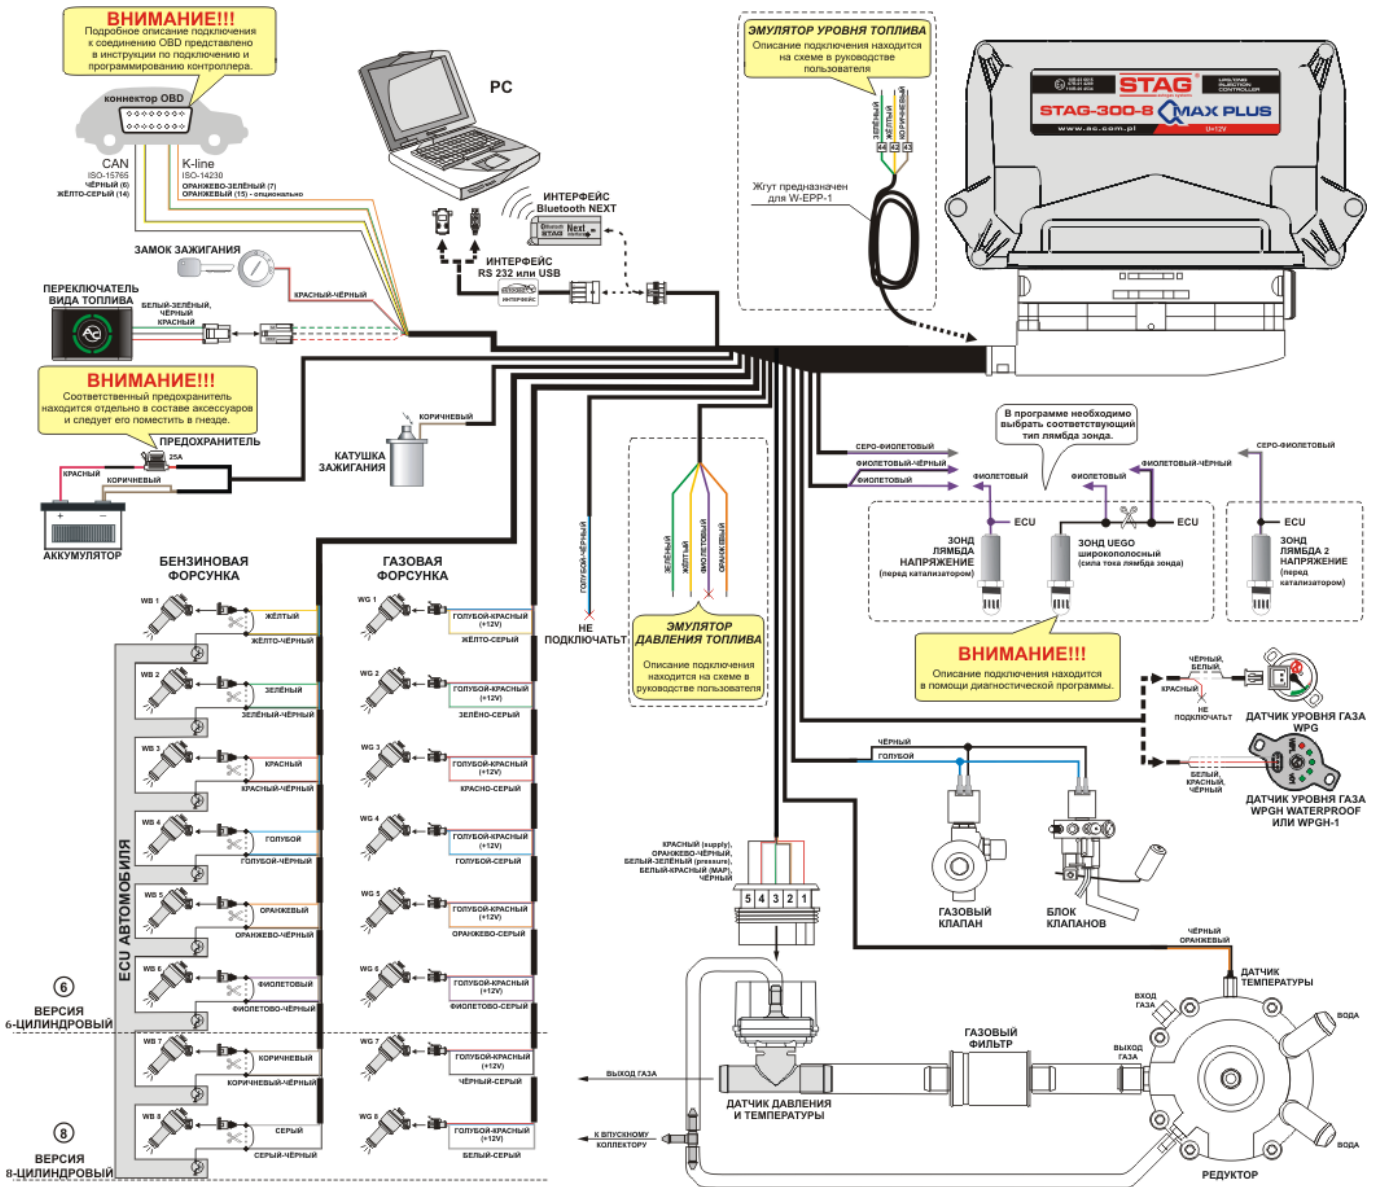 ВНИМАНИЕ!!!
Подробное описание подключения
к соединению OBD представлено
в инструкции по подключению и
программированию контроллера.
коннектор OBD
CAN
ISO-15765
ЧЁРНЫЙ (6)
ЖЁЛТО-СЕРЫЙ (14)
K-line
ISO-14230
ОРАНЖЕВО-ЗЕЛЁНЫЙ (7)
ОРАНЖЕВЫЙ (15) - опционально
PC
ИНТЕРФЕЙС
Bluetooth NEXT
Bluetooth
STAG
Next
ИНТЕРФЕЙС
RS 232 или USB
ИНТЕРФЕЙС
ЭМУЛЯТОР УРОВНЯ ТОПЛИВА
Описание подключения находится
на схеме в руководстве
пользователя
ЗЕЛЁНЫЙ
ЖЁЛТЫЙ
КОРИЧНЕВЫЙ
Жгут предназначен
для W-EPP-1
STAG
LPG/CNG
INJECTION
CONTROLLER
STAG-300-8 QMAX PLUS
www.ac.com.pl
U=12V
ЗАМОК ЗАЖИГАНИЯ
КРАСНЫЙ-ЧЁРНЫЙ
ПЕРЕКЛЮЧАТЕЛЬ
ВИДА ТОПЛИВА
БЕЛЫЙ-ЗЕЛЁНЫЙ,
ЧЁРНЫЙ
КРАСНЫЙ
ВНИМАНИЕ!!!
Соответственный предохранитель
находится отдельно в составе аксессуаров
и следует его поместить в гнезде.
ПРЕДОХРАНИТЕЛЬ
25A
КРАСНЫЙ
КОРИЧНЕВЫЙ
АККУМУЛЯТОР
КОРИЧНЕВЫЙ
КАТУШКА
ЗАЖИГАНИЯ
ГОЛУБОЙ-ЧЁРНЫЙ
НЕ
ПОДКЛЮЧАТЬТ
ЗЕЛЁНЫЙ
ЖЁЛТЫЙ
ФИОЛЕТОВЫЙ
ОРАНЖЕВЫЙ
ЭМУЛЯТОР
ДАВЛЕНИЯ ТОПЛИВА
Описание подключения
находится на схеме в
руководстве пользователя
В программе необходимо
выбрать соответствующий
тип лямбда зонда.
СЕРО-ФИОЛЕТОВЫЙ
ФИОЛЕТОВЫЙ-ЧЁРНЫЙ
ФИОЛЕТОВЫЙ
ФИОЛЕТОВЫЙ
ФИОЛЕТОВЫЙ
ФИОЛЕТОВЫЙ-ЧЁРНЫЙ
СЕРО-ФИОЛЕТОВЫЙ
ECU
ECU
ECU
ЗОНД
ЛЯМБДА
НАПРЯЖЕНИЕ
(перед катализатором)
ЗОНД UEGO
широкополосный
(сила тока лямбда зонда)
ЗОНД
ЛЯМБДА 2
НАПРЯЖЕНИЕ
(перед
катализатором)
ВНИМАНИЕ!!!
Описание подключения находится
в помощи диагностической программы.
ЧЁРНЫЙ,
БЕЛЫЙ,
КРАСНЫЙ
НЕ
ПОДКЛЮЧАТЬТ
ДАТЧИК УРОВНЯ ГАЗА
WPG
БЕЛЫЙ,
КРАСНЫЙ,
ЧЁРНЫЙ
ДАТЧИК УРОВНЯ ГАЗА
WPGH WATERPROOF
ИЛИ WPGH-1
БЕНЗИНОВАЯ
ФОРСУНКА
ГАЗОВАЯ
ФОРСУНКА
WB 1
ЖЁЛТЫЙ
ЖЁЛТО-ЧЁРНЫЙ
WG 1
ГОЛУБОЙ-КРАСНЫЙ
(+12V)
ЖЁЛТО-СЕРЫЙ
WB 2
ЗЕЛЁНЫЙ
ЗЕЛЁНЫЙ-ЧЁРНЫЙ
WG 2
ГОЛУБОЙ-КРАСНЫЙ
(+12V)
ЗЕЛЁНО-СЕРЫЙ
WB 3
КРАСНЫЙ
КРАСНЫЙ-ЧЁРНЫЙ
WG 3
ГОЛУБОЙ-КРАСНЫЙ
(+12V)
КРАСНО-СЕРЫЙ
WB 4
ГОЛУБОЙ
ГОЛУБОЙ-ЧЁРНЫЙ
WG 4
ГОЛУБОЙ-КРАСНЫЙ
(+12V)
ГОЛУБОЙ-СЕРЫЙ
WB 5
ОРАНЖЕВЫЙ
ОРАНЖЕВО-ЧЁРНЫЙ
WG 5
ГОЛУБОЙ-КРАСНЫЙ
(+12V)
ОРАНЖЕВО-СЕРЫЙ
WB 6
ФИОЛЕТОВЫЙ
ФИОЛЕТОВО-ЧЁРНЫЙ
WG 6
ГОЛУБОЙ-КРАСНЫЙ
(+12V)
ФИОЛЕТОВО-СЕРЫЙ
WB 7
КОРИЧНЕВЫЙ
КОРИЧНЕВЫЙ-ЧЁРНЫЙ
WG 7
ГОЛУБОЙ-КРАСНЫЙ
(+12V)
ЧЁРНЫЙ-СЕРЫЙ
WB 8
СЕРЫЙ
СЕРЫЙ-ЧЁРНЫЙ
WG 8
ГОЛУБОЙ-КРАСНЫЙ
(+12V)
БЕЛЫЙ-СЕРЫЙ
ECU АВТОМОБИЛЯ
6
ВЕРСИЯ
6-ЦИЛИНДРОВЫЙ
8
ВЕРСИЯ
8-ЦИЛИНДРОВЫЙ
ЧЁРНЫЙ
ГОЛУБОЙ
ГАЗОВЫЙ
КЛАПАН
БЛОК
КЛАПАНОВ
КРАСНЫЙ (supply),
ОРАНЖЕВО-ЧЁРНЫЙ,
БЕЛЫЙ-ЗЕЛЁНЫЙ (pressure),
БЕЛЫЙ-КРАСНЫЙ (MAP),
ЧЁРНЫЙ
5 4 3 2 1
ЧЁРНЫЙ
ОРАНЖЕВЫЙ
ДАТЧИК
ТЕМПЕРАТУРЫ
ВХОД
ГАЗА
ВОДА
ГАЗОВЫЙ
ФИЛЬТР
ВЫХОД
ГАЗА
ВЫХОД ГАЗА
ДАТЧИК ДАВЛЕНИЯ
И ТЕМПЕРАТУРЫ
К ВПУСКНОМУ
КОЛЛЕКТОРУ
ВОДА
РЕДУКТОР